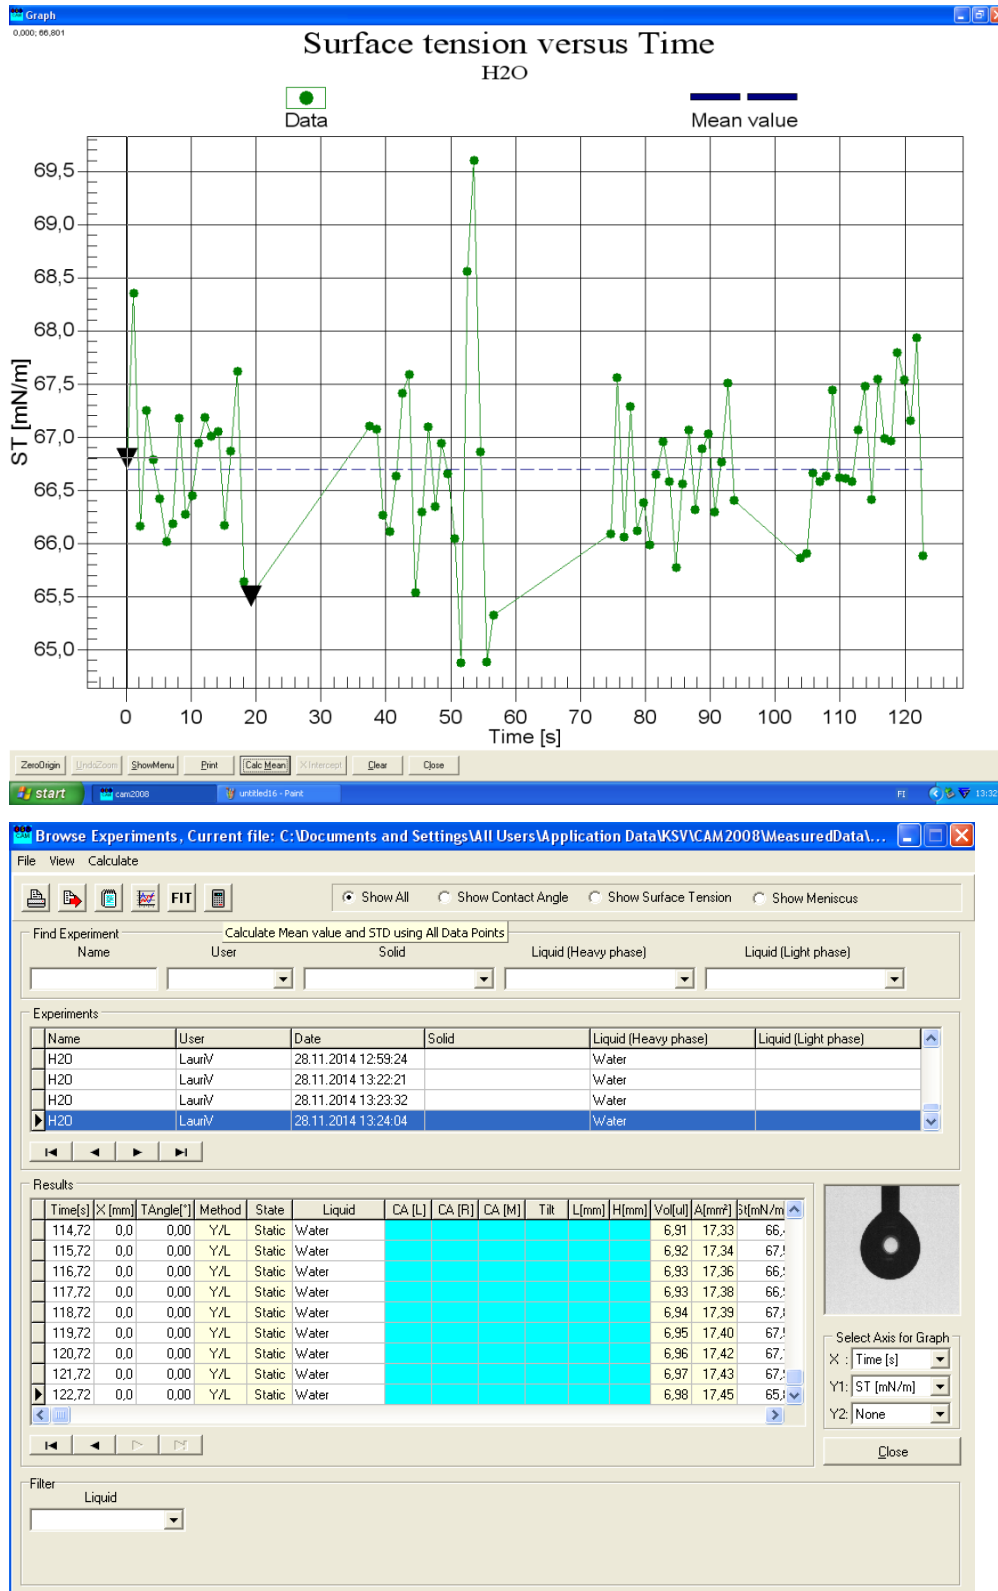 Graph
0,000; 66,801
Surface tension versus Time
H2O
Data
Mean value
69,5
69,0
68,5
68,0
67,5
67,0
66,5
66,0
65,5
65,0
ST [mN/m]
0 10 20 30 40 50 60 70 80 90 100 110 120
Time [s]
ZeroOrigin UndoZoom ShowMenu Print Calc Mean X Intercept Clear Close
start cam2008 untitled16 - Paint FI 13:32
Browse Experiments, Current file: C:\Documents and Settings\All Users\Application Data\KSV\CAM2008\MeasuredData\...
File View Calculate
FIT Show All Show Contact Angle Show Surface Tension Show Meniscus
Find Experiment
Calculate Mean value and STD using All Data Points
Name User Solid Liquid (Heavy phase) Liquid (Light phase)
Experiments
Name User Date Solid Liquid (Heavy phase) Liquid (Light phase)
H2O LauriV 28.11.2014 12:59:24 Water
H2O LauriV 28.11.2014 13:22:21 Water
H2O LauriV 28.11.2014 13:23:32 Water
H2O LauriV 28.11.2014 13:24:04 Water
Results
Time[s] X [mm] TAngle[°] Method State Liquid CA [L] CA [R] CA [M] Tilt L[mm] H[mm] Vol[ul] A[mm²] St[mN/m
114,72 0,0 0,00 Y/L Static Water 6,91 17,33 66,
115,72 0,0 0,00 Y/L Static Water 6,92 17,34 67,
116,72 0,0 0,00 Y/L Static Water 6,93 17,36 66,
117,72 0,0 0,00 Y/L Static Water 6,93 17,38 66,
118,72 0,0 0,00 Y/L Static Water 6,94 17,39 67,
119,72 0,0 0,00 Y/L Static Water 6,95 17,40 67,
120,72 0,0 0,00 Y/L Static Water 6,96 17,42 67,
121,72 0,0 0,00 Y/L Static Water 6,97 17,43 67,
122,72 0,0 0,00 Y/L Static Water 6,98 17,45 65,
Select Axis for Graph
X : Time [s]
Y1: ST [mN/m]
Y2: None
Close
Filter
Liquid